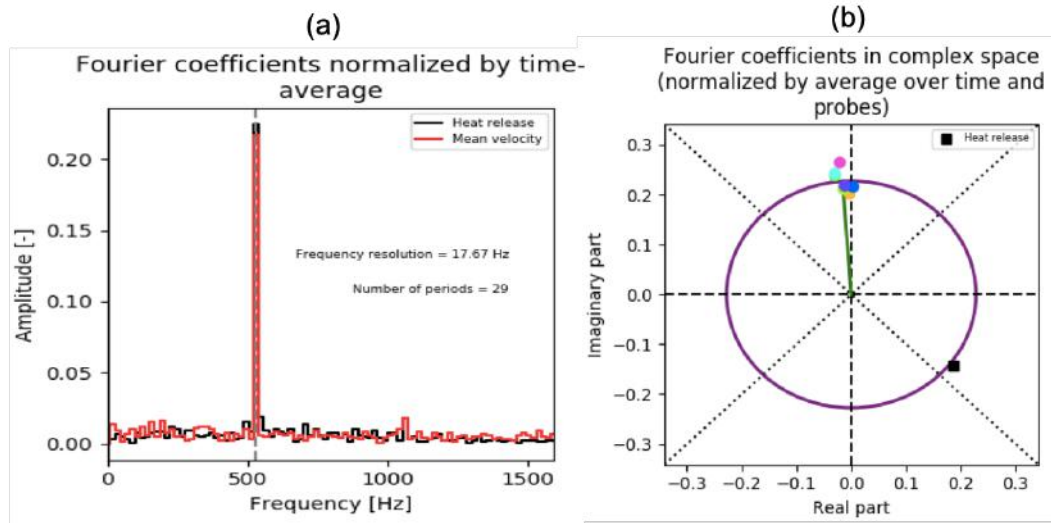 (a)
Fourier coefficients normalized by time-
average
Heat release
Mean velocity
Frequency resolution = 17.67 Hz
Number of periods = 29
Amplitude [-]
0.20
0.15
0.10
0.05
0.00
0
500
1000
1500
Frequency [Hz]
(b)
Fourier coefficients in complex space
(normalized by average over time and
probes)
Heat release
Imaginary part
0.3
0.2
0.1
0.0
−0.1
−0.2
−0.3
−0.3
−0.2
−0.1
0.0
0.1
0.2
0.3
Real part